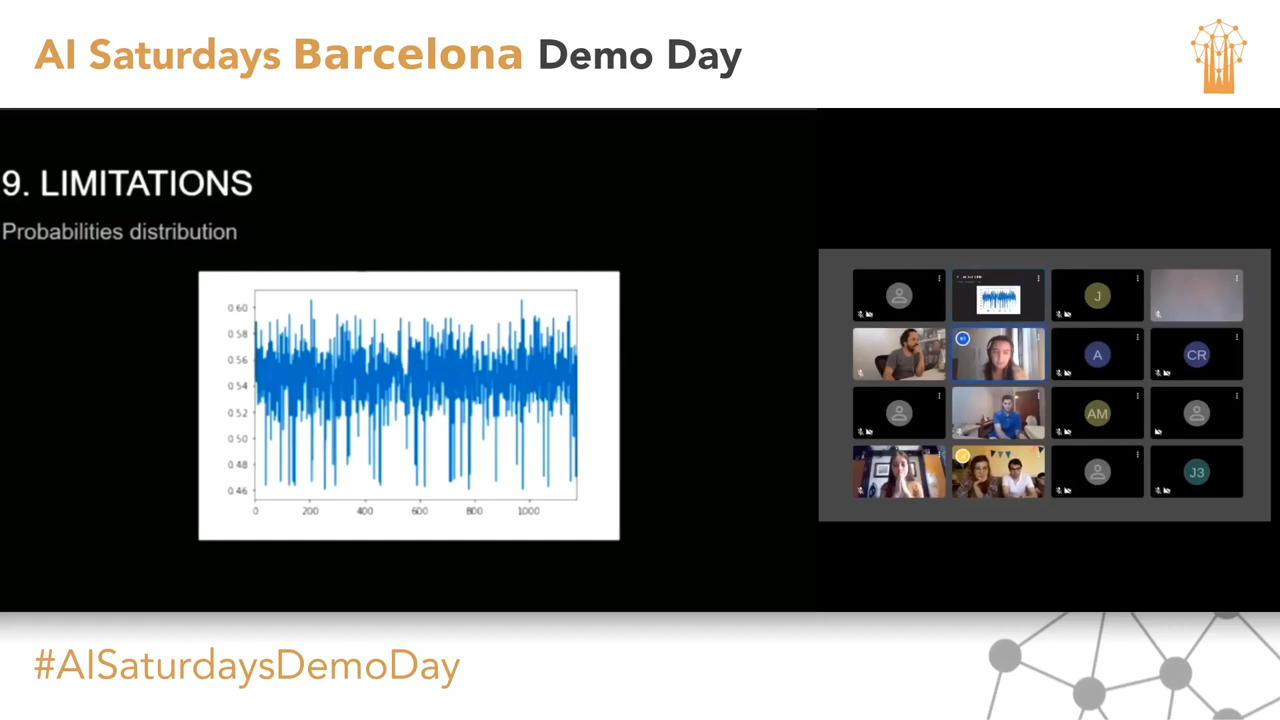 AI Saturdays Barcelona Demo Day
9. LIMITATIONS
Probabilities distribution
0.60
0.58
0.56
0.54
0.52
0.50
0.48
0.46
0 200 400 600 800 1000
J
A
CR
AM
J3
#AISaturdaysDemoDay